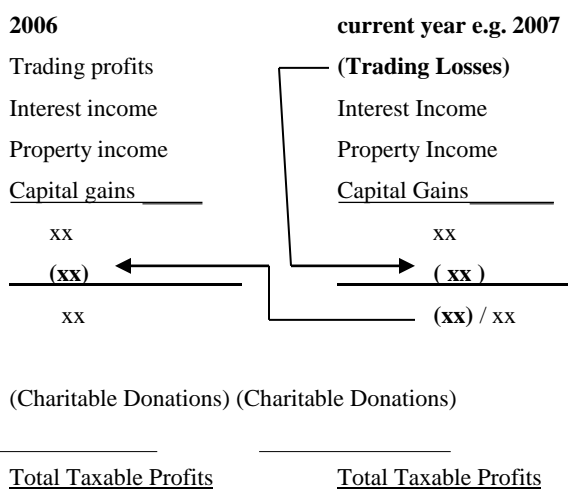 2006 current year e.g. 2007
Trading profits (Trading Losses)
Interest income Interest Income
Property income Property Income
Capital gains Capital Gains
xx xx
(xx) ( xx )
xx (xx) / xx
(Charitable Donations) (Charitable Donations)
Total Taxable Profits Total Taxable Profits